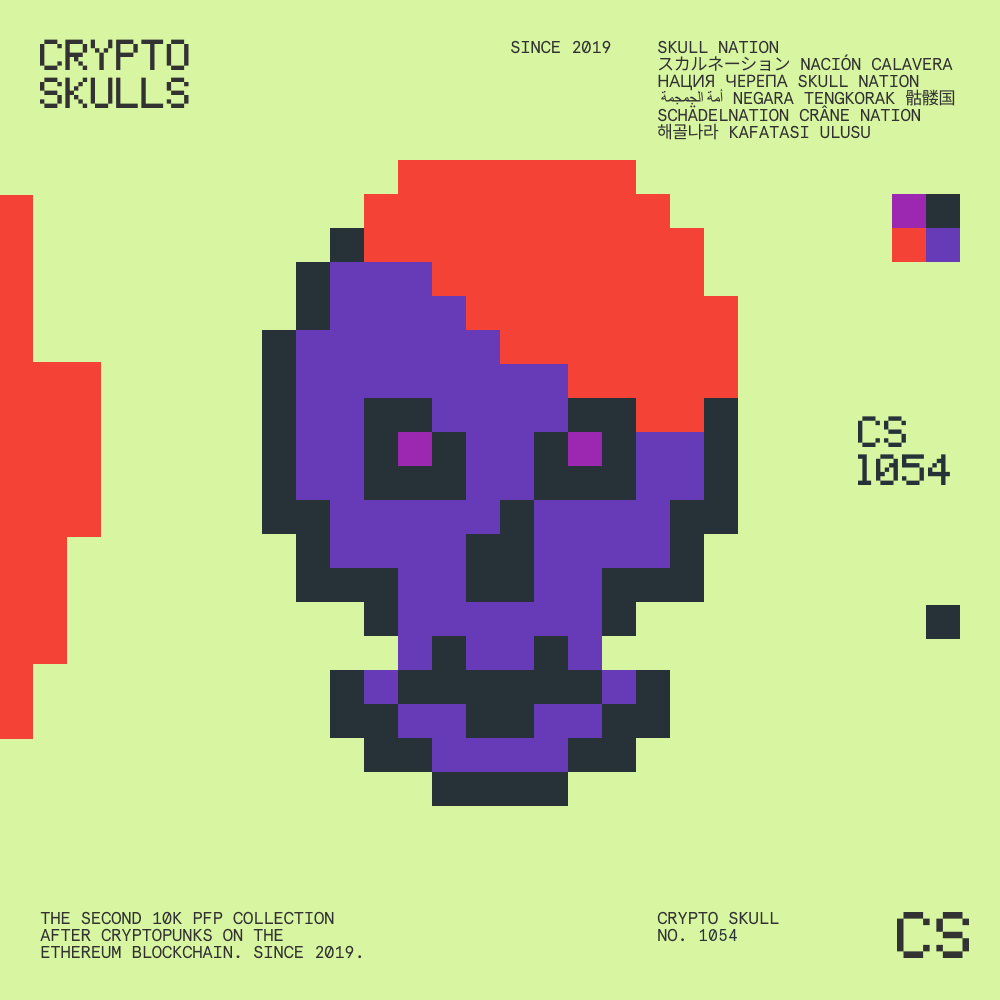 CRYPTO
SKULLS
SINCE 2019
SKULL NATION
スカルネーション NACIÓN CALAVERA
НАЦИЯ ЧЕРЕПА SKULL NATION
أمة الجمجمة NEGARA TENGKORAK 骷髅国
SCHÄDELNATION CRÂNE NATION
해골나라 KAFATASI ULUSU
CS
1054
THE SECOND 10K PFP COLLECTION
AFTER CRYPTOPUNKS ON THE
ETHEREUM BLOCKCHAIN. SINCE 2019.
CRYPTO SKULL
NO. 1054
CS